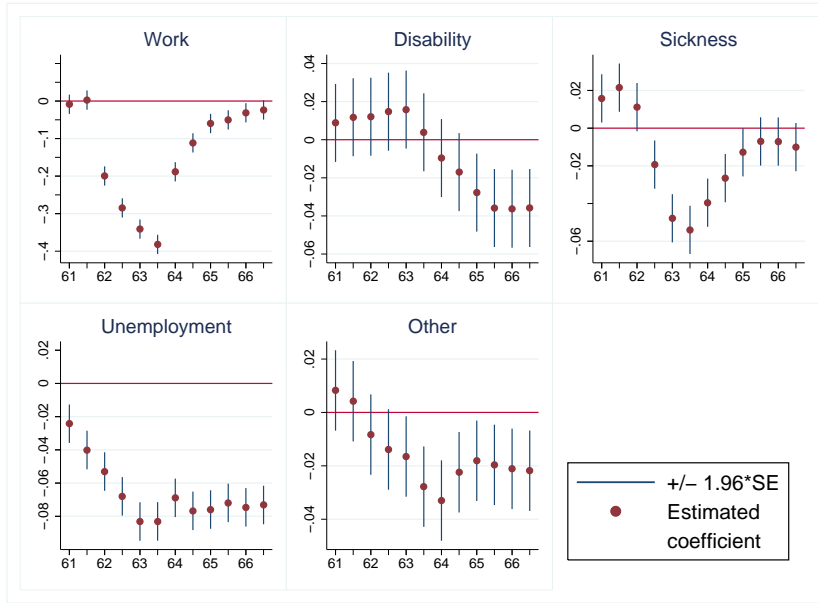 Work
0
-.1
-.2
-.3
-.4
61 62 63 64 65 66
Disability
.04
.02
0
-.02
-.04
-.06
61 62 63 64 65 66
Sickness
.02
0
-.02
-.06
61 62 63 64 65 66
Unemployment
.02
0
-.02
-.04
-.06
-.08
61 62 63 64 65 66
Other
.02
0
-.02
-.04
61 62 63 64 65 66
+/− 1.96*SE
Estimated
coefficient